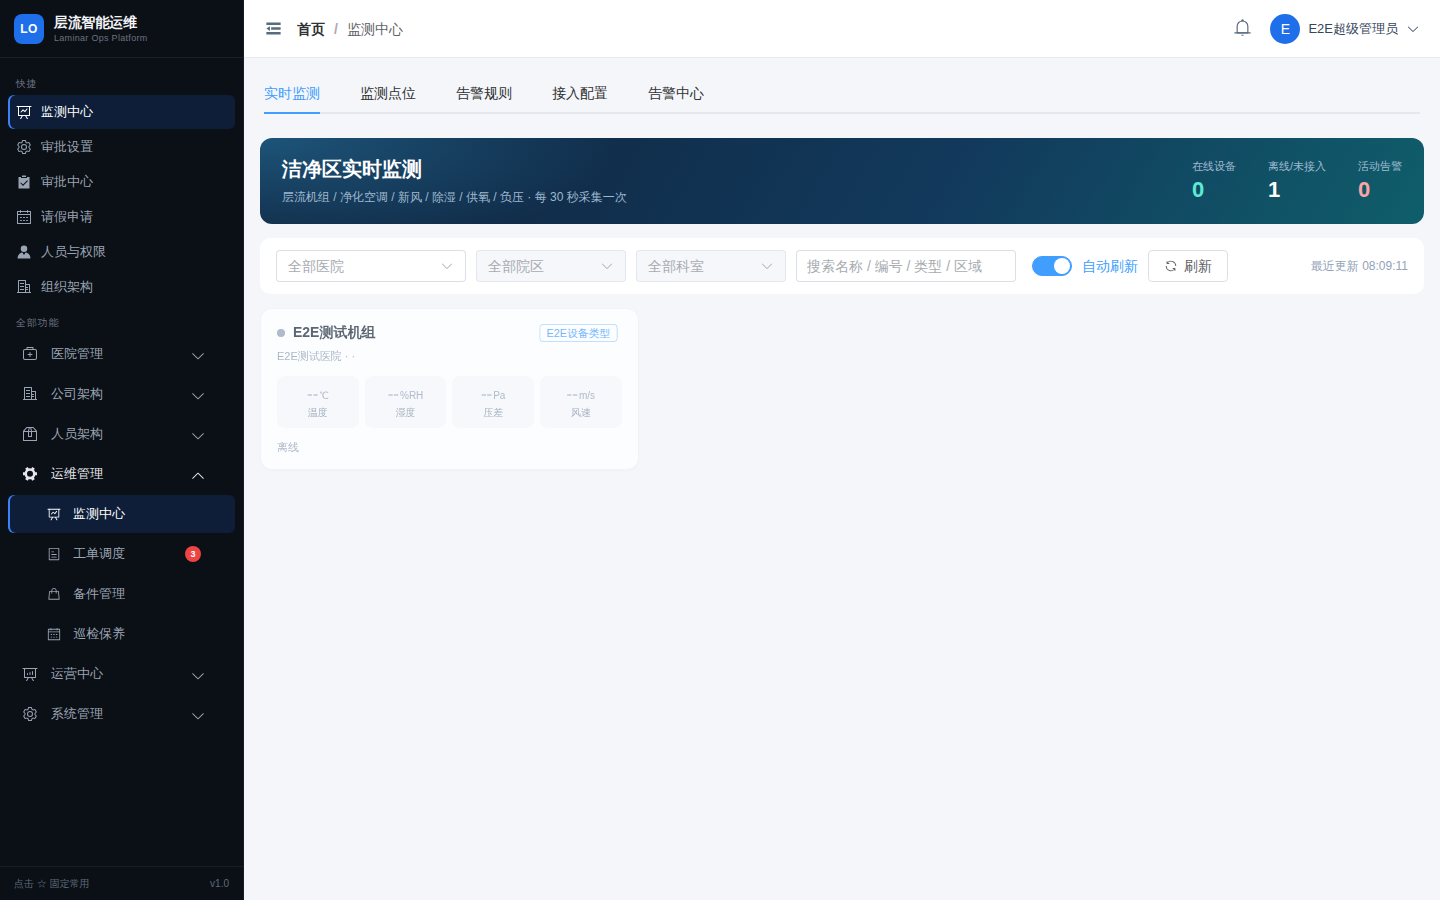 LO
层流智能运维
Laminar Ops Platform
快捷
监测中心
审批设置
审批中心
请假申请
人员与权限
组织架构
全部功能
医院管理
公司架构
人员架构
运维管理
监测中心
工单调度 3
备件管理
巡检保养
运营中心
系统管理
点击 ☆ 固定常用 v1.0
首页 / 监测中心
E E2E超级管理员
实时监测 监测点位 告警规则 接入配置 告警中心
洁净区实时监测
层流机组 / 净化空调 / 新风 / 除湿 / 供氧 / 负压 · 每 30 秒采集一次
在线设备 离线/未接入 活动告警
0 1 0
全部医院 全部院区 全部科室 搜索名称 / 编号 / 类型 / 区域 自动刷新 刷新 最近更新 08:09:11
E2E测试机组 E2E设备类型
E2E测试医院 · ·
--℃ --%RH --Pa --m/s
温度 湿度 压差 风速
离线